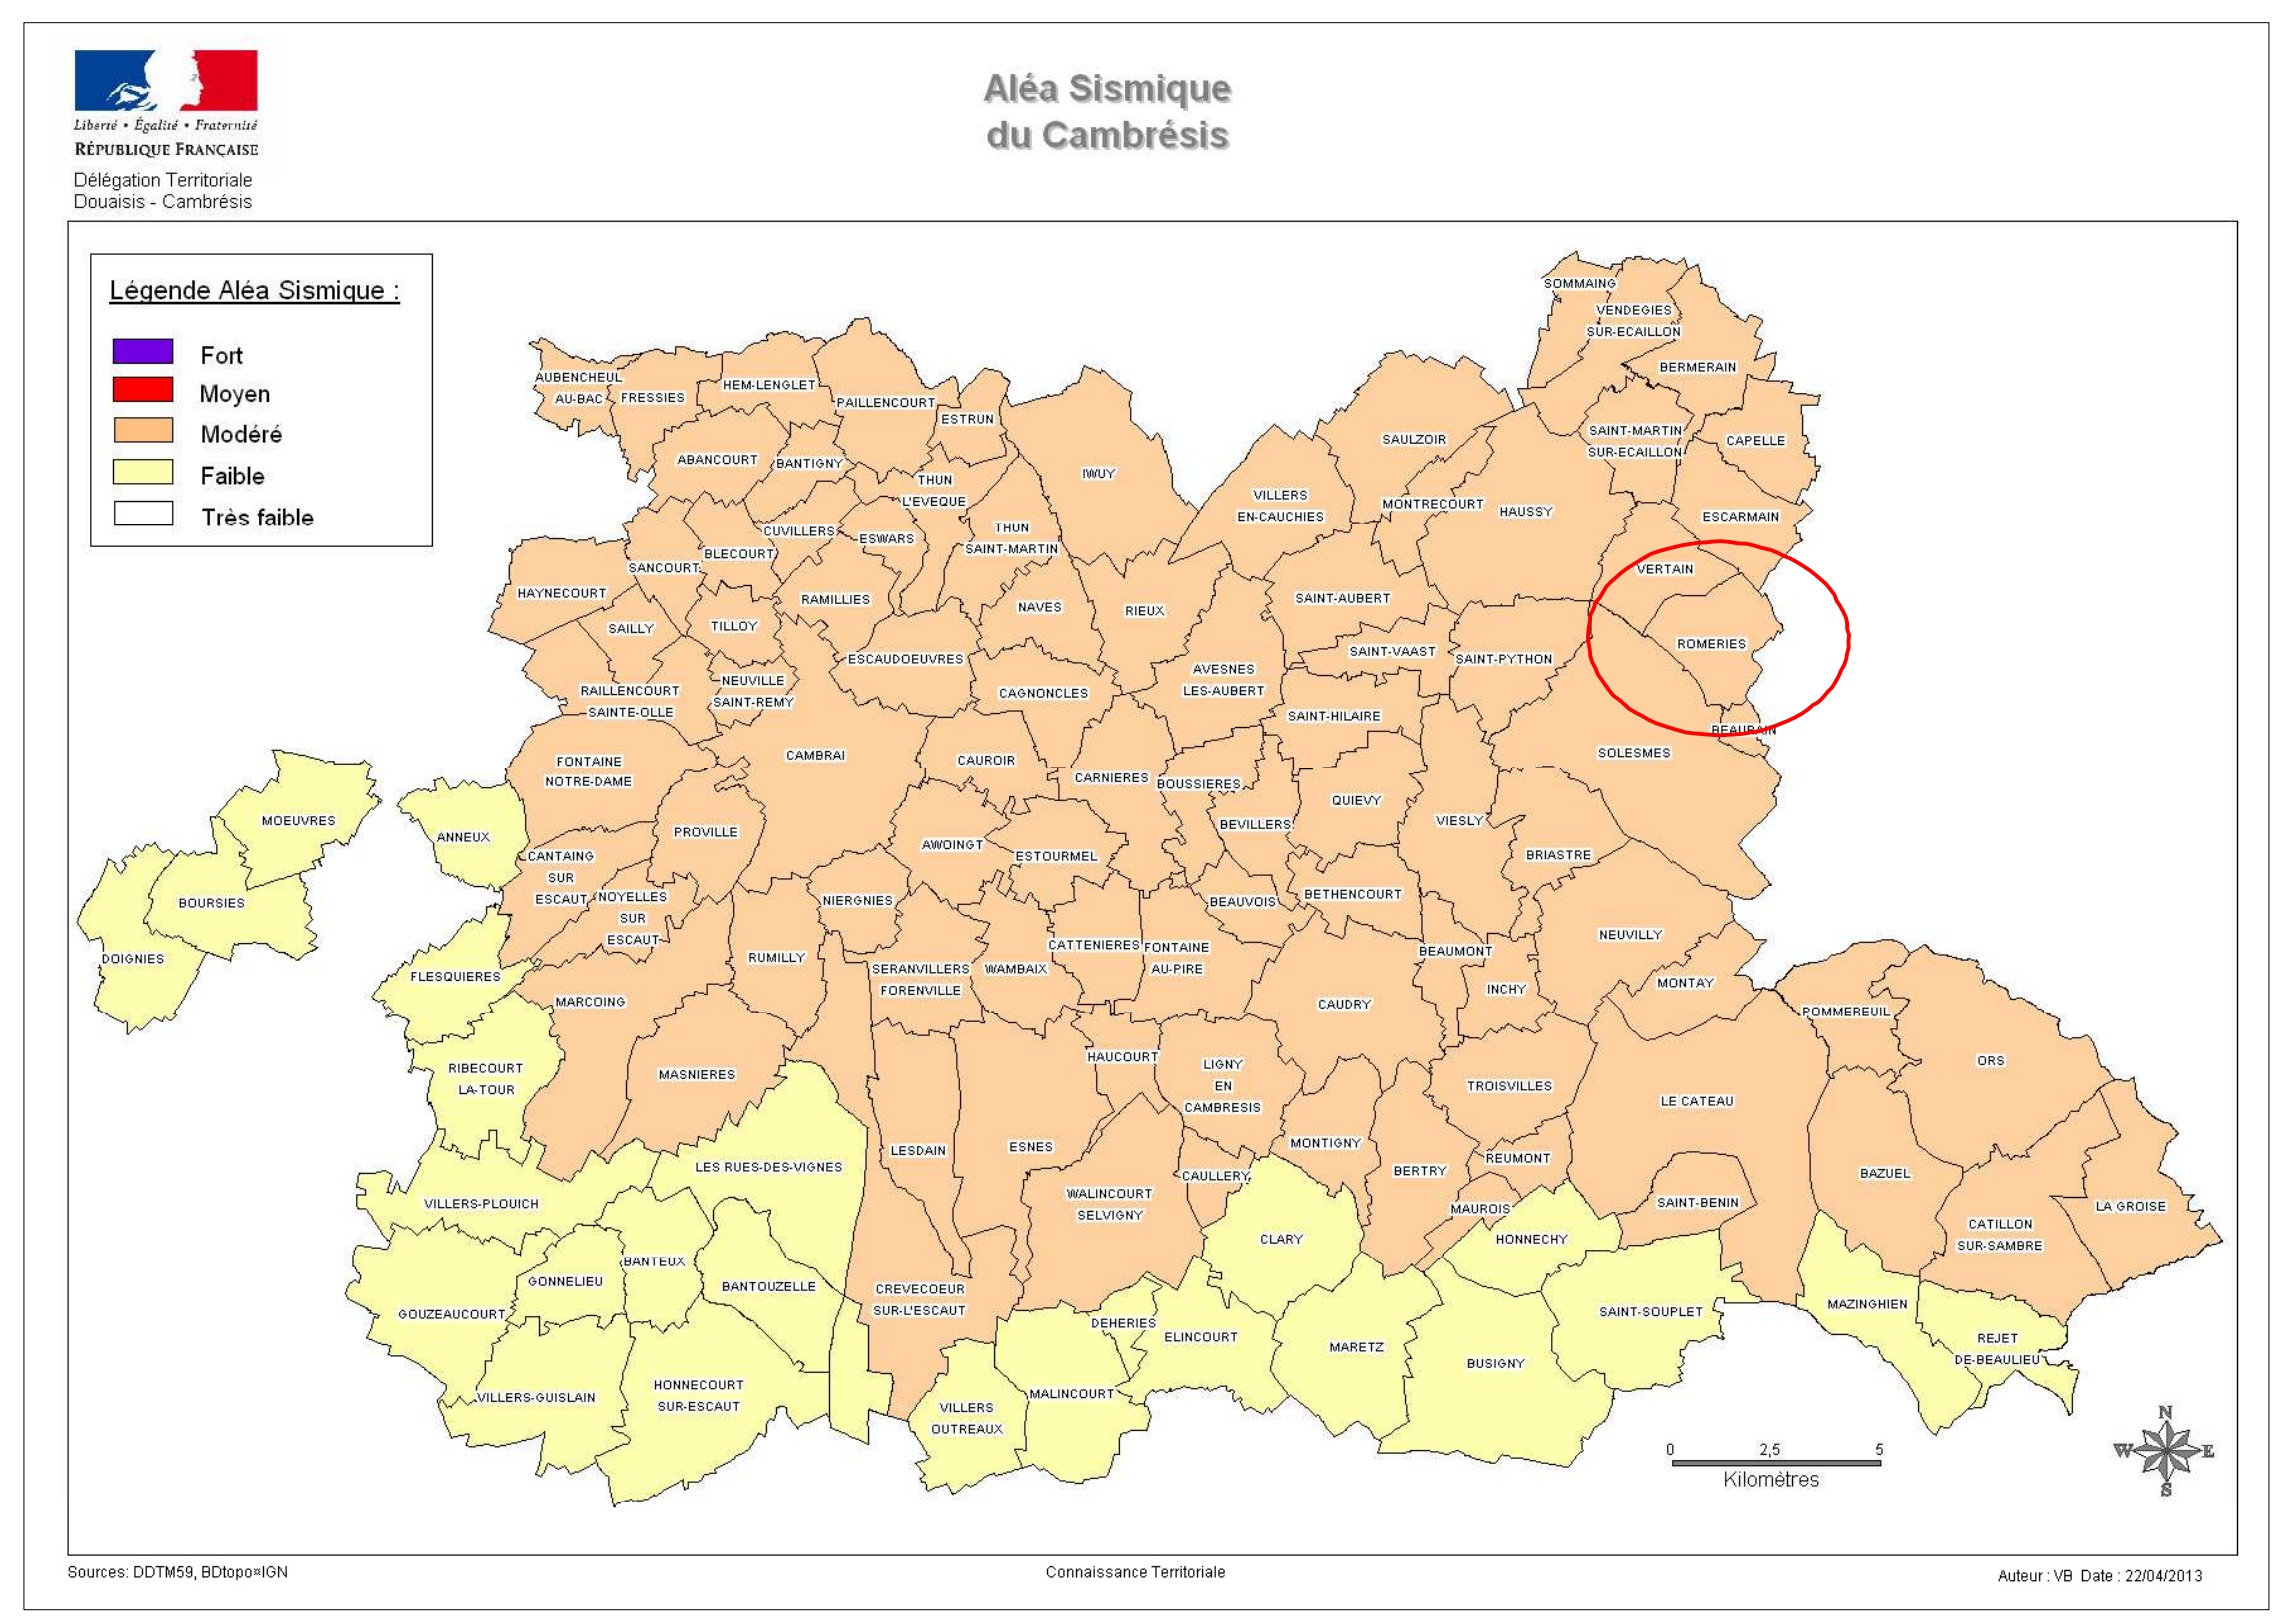 Aléa Sismique
du Cambrésis
Liberté • Égalité • Fraternité
RÉPUBLIQUE FRANÇAISE
Délégation Territoriale
Douaisis - Cambrésis
Légende Aléa Sismique :
Fort
Moyen
Modéré
Faible
Très faible
SOMMAING
VENDEGIES
SUR-ECAILLON
BERMERAIN
AUBENCHEUL
AU-BAC
FRESSIES
HEM-LENGLET
PAILLENCOURT
ESTRUN
ABANCOURT
BANTIGNY
THUN
L'EVEQUE
IWUY
SAULZOIR
SAINT-MARTIN
SUR-ECAILLON
CAPELLE
VILLERS
EN-CAUCHIES
MONTRECOURT
HAUSSY
ESCARMAIN
CUVILLERS
ESWARS
THUN
SAINT-MARTIN
BLECOURT
SANCOURT
VERTAIN
HAYNECOURT
RAMILLIES
NAVES
RIEUX
SAINT-AUBERT
SAILLY
TILLOY
ROMERIES
ESCAUDOEUVRES
SAINT-VAAST
SAINT-PYTHON
AVESNES
LES-AUBERT
RAILLENCOURT
SAINTE-OLLE
NEUVILLE
SAINT-REMY
CAGNONCLES
SAINT-HILAIRE
BEAURAIN
FONTAINE
NOTRE-DAME
CAMBRAI
CAUROIR
SOLESMES
CARNIERES
BOUSSIERES
QUIEVY
MOEUVRES
ANNEUX
PROVILLE
BEVILLERS
VIESLY
CANTAING
SUR
ESCAUT
AWOINGT
ESTOURMEL
BRIASTRE
BOURSIES
NOYELLES
SUR
ESCAUT
NIERGNIES
BEAUVOIS
BETHENCOURT
DOIGNIES
FLESQUIERES
RUMILLY
SERANVILLERS
FORENVILLE
WAMBAIX
CATTENIERES
FONTAINE
AU-PIRE
BEAUMONT
NEUVILLY
MARCOING
CAUDRY
INCHY
MONTAY
POMMEREUIL
RIBECOURT
LA-TOUR
MASNIERES
HAUCOURT
LIGNY
EN
CAMBRESIS
TROISVILLES
LE CATEAU
ORS
LES RUES-DES-VIGNES
LESDAIN
ESNES
MONTIGNY
BERTRY
REUMONT
BAZUEL
VILLERS-PLOUICH
WALINCOURT
SELVIGNY
CAULLERY
MAUROIS
SAINT-BENIN
LA GROISE
CLARY
HONNECHY
CATILLON
SUR-SAMBRE
GONNELIEU
BANTEUX
BANTOUZELLE
CREVECOEUR
SUR-L'ESCAUT
GOUZEAUCOURT
DEHERIES
ELINCOURT
MARETZ
SAINT-SOUPLET
MAZINGHIEN
BUSIGNY
REJET
DE-BEAULIEU
VILLERS-GUISLAIN
HONNECOURT
SUR-ESCAUT
VILLERS
OUTREAUX
MALINCOURT
0 2,5 5
Kilomètres
N
W E
S
Sources: DDTM59, BDtopo¤IGN
Connaissance Territoriale
Auteur : VB Date : 22/04/2013